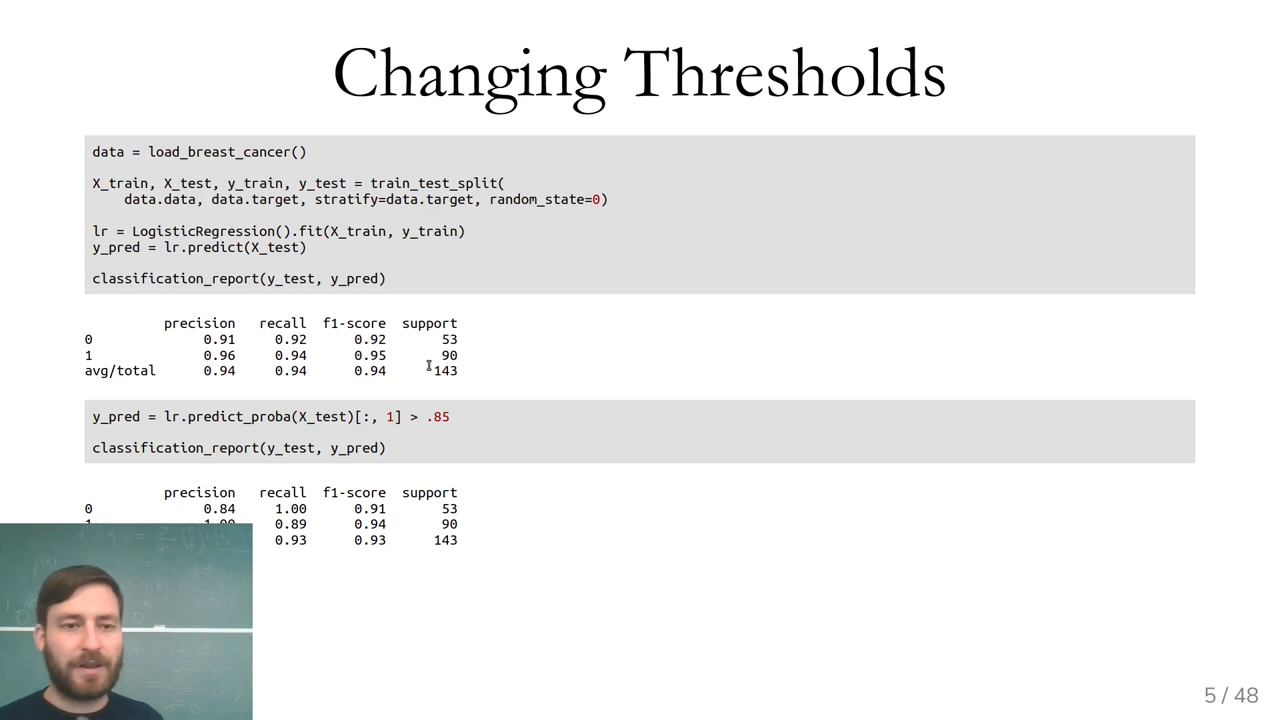 Changing Thresholds
data = load_breast_cancer()
X_train, X_test, y_train, y_test = train_test_split(
data.data, data.target, stratify=data.target, random_state=0)
lr = LogisticRegression().fit(X_train, y_train)
y_pred = lr.predict(X_test)
classification_report(y_test, y_pred)
precision recall f1-score support
0 0.91 0.92 0.92 53
1 0.96 0.94 0.95 90
avg/total 0.94 0.94 0.94 143
y_pred = lr.predict_proba(X_test)[:, 1] > .85
classification_report(y_test, y_pred)
precision recall f1-score support
0 0.84 1.00 0.91 53
1 1.00 0.89 0.94 90
0.93 0.93 143
5 / 48